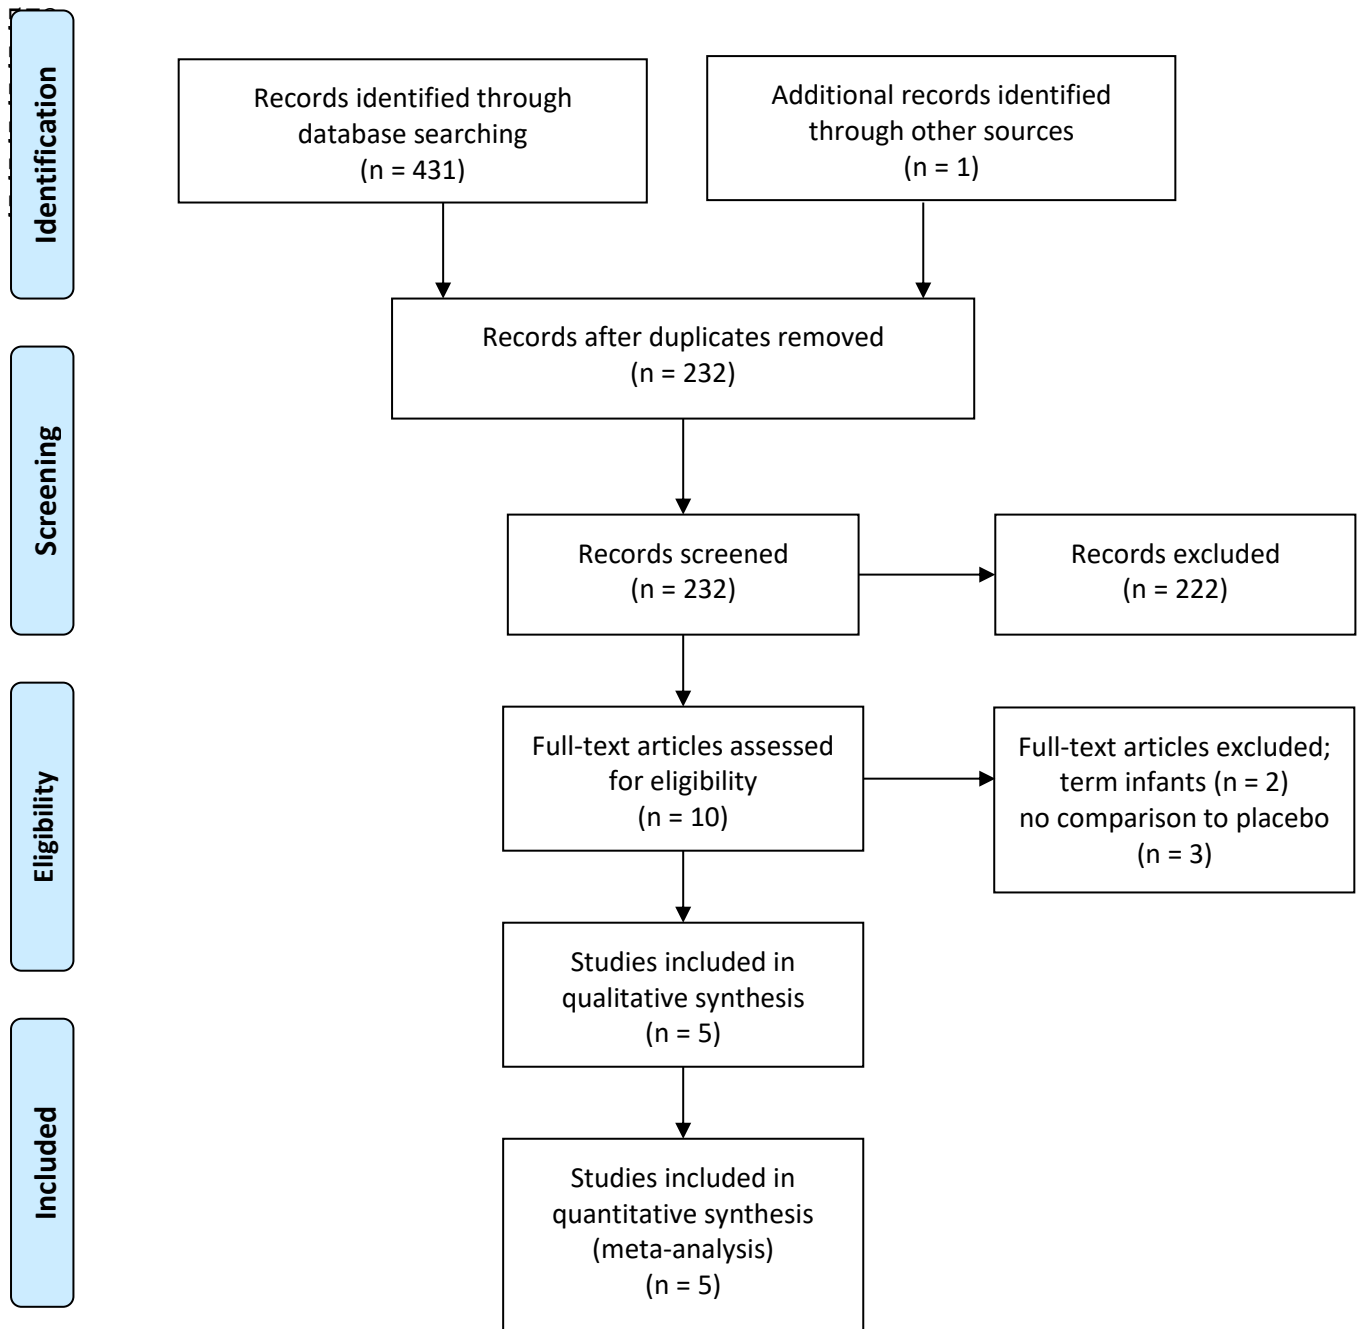 Identification
Records identified through
database searching
(n = 431)
Additional records identified
through other sources
(n = 1)
Records after duplicates removed
(n = 232)
Screening
Records screened
(n = 232)
Records excluded
(n = 222)
Eligibility
Full-text articles assessed
for eligibility
(n = 10)
Full-text articles excluded;
term infants (n = 2)
no comparison to placebo
(n = 3)
Studies included in
qualitative synthesis
(n = 5)
Included
Studies included in
quantitative synthesis
(meta-analysis)
(n = 5)